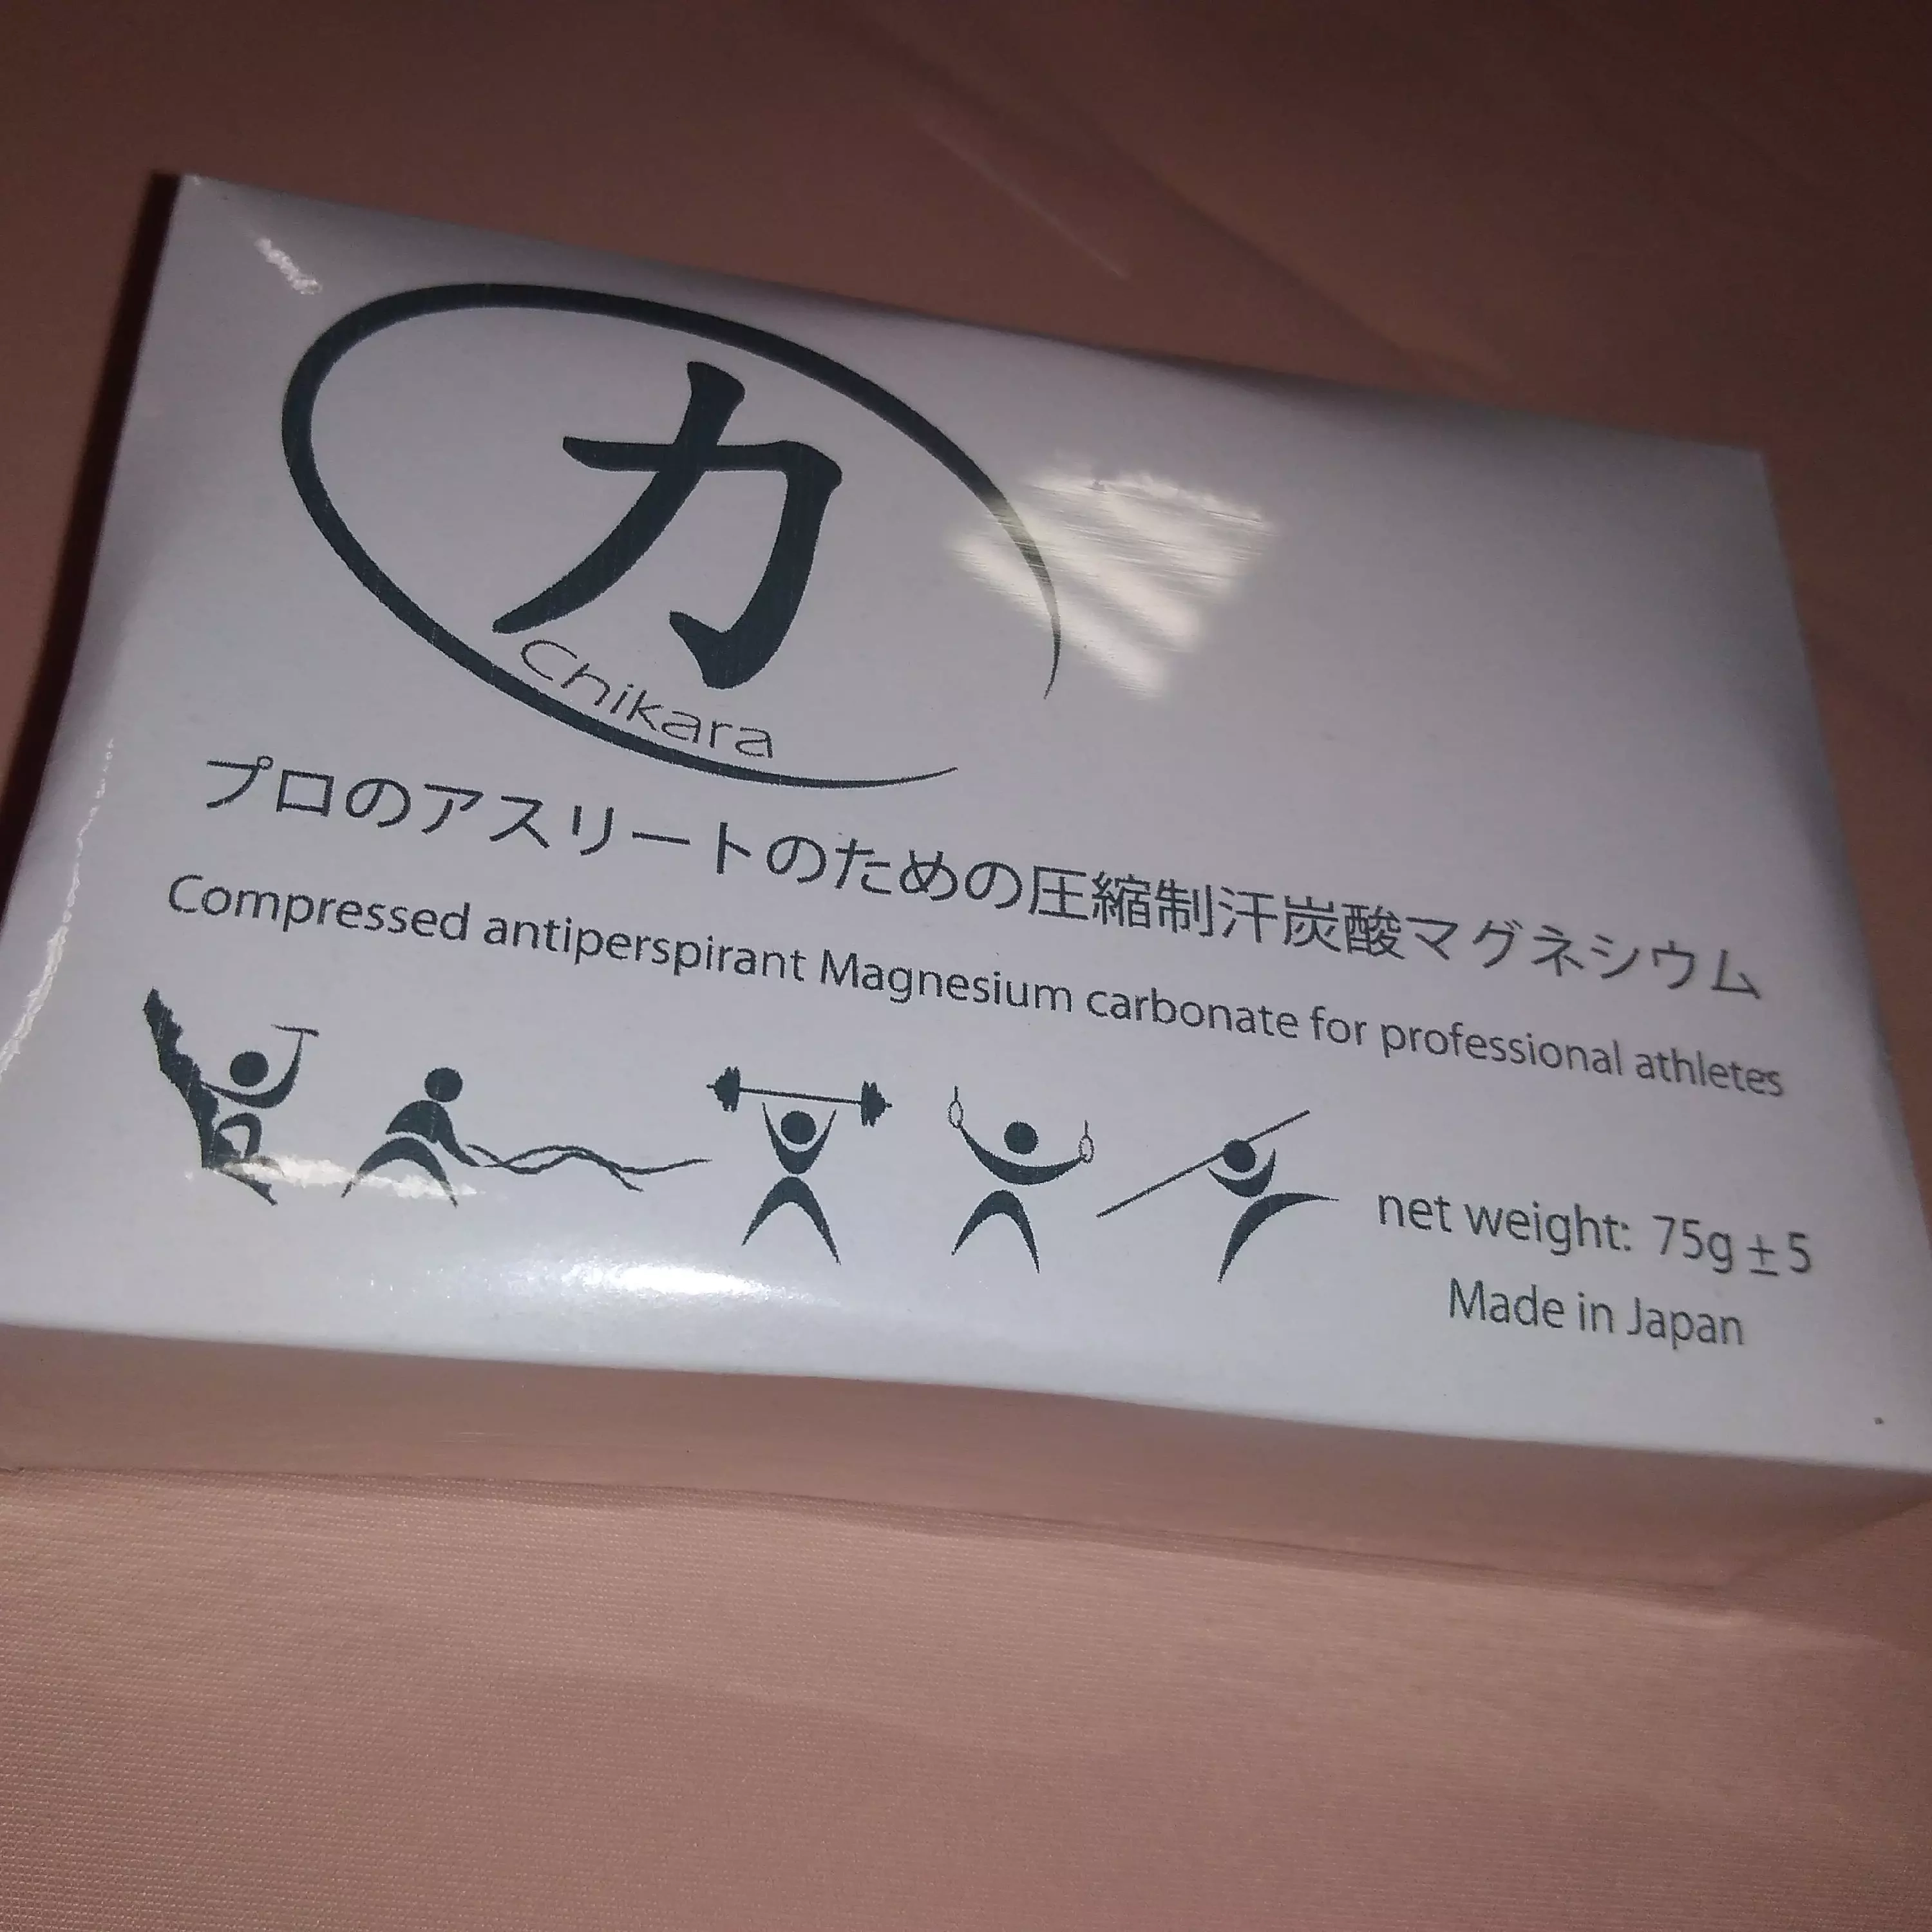 力
Chikara
プロのアスリートのための圧縮制汗炭酸マグネシウム
Compressed antiperspirant Magnesium carbonate for professional athletes
net weight: 75g ± 5
Made in Japan